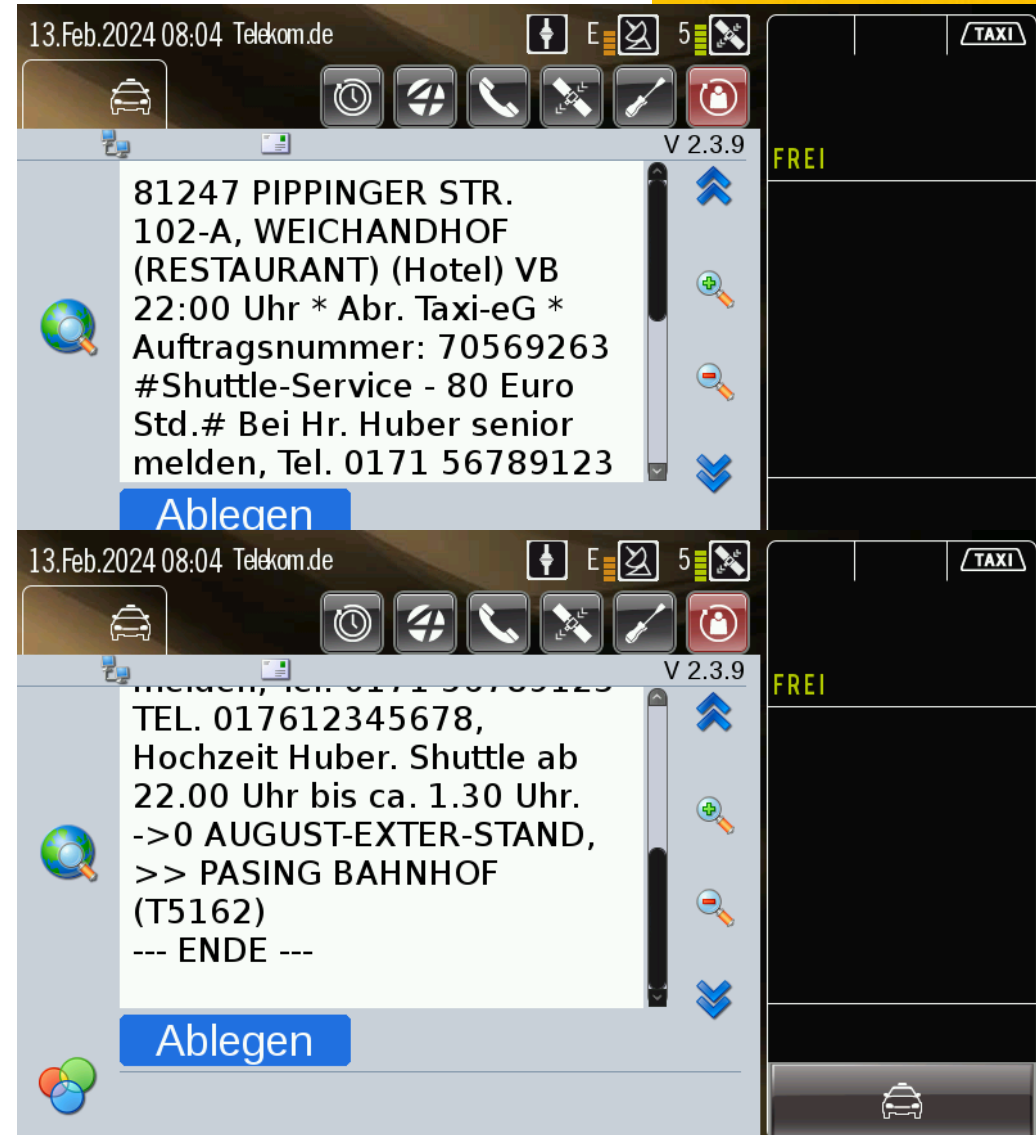 13.Feb.2024 08:04 Telekom.de
E
5
TAXI
V 2.3.9
FREI
81247 PIPPINGER STR.
102-A, WEICHANDHOF
(RESTAURANT) (Hotel) VB
22:00 Uhr * Abr. Taxi-eG *
Auftragsnummer: 70569263
#Shuttle-Service - 80 Euro
Std.# Bei Hr. Huber senior
melden, Tel. 0171 56789123
Ablegen
13.Feb.2024 08:04 Telekom.de
E
5
TAXI
V 2.3.9
FREI
melden, Tel. 0171 56789123
TEL. 017612345678,
Hochzeit Huber. Shuttle ab
22.00 Uhr bis ca. 1.30 Uhr.
->0 AUGUST-EXTER-STAND,
>> PASING BAHNHOF
(T5162)
--- ENDE ---
Ablegen